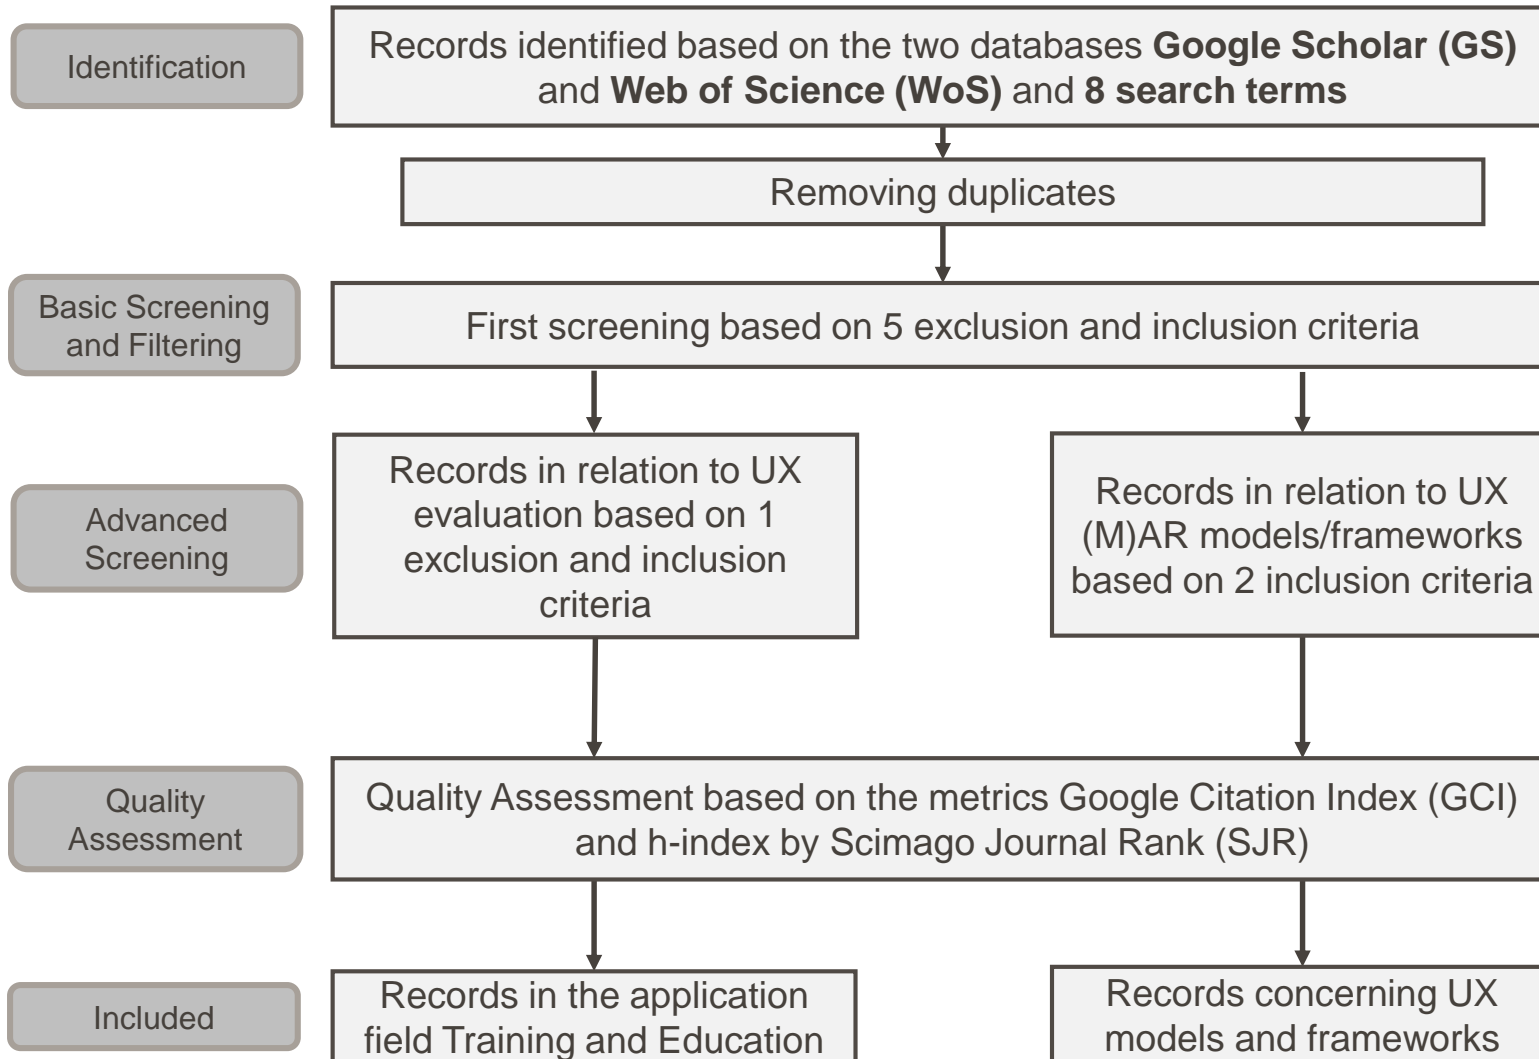 Identification
Records identified based on the two databases Google Scholar (GS)
and Web of Science (WoS) and 8 search terms
Removing duplicates
Basic Screening
and Filtering
First screening based on 5 exclusion and inclusion criteria
Advanced
Screening
Records in relation to UX
evaluation based on 1
exclusion and inclusion
criteria
Records in relation to UX
(M)AR models/frameworks
based on 2 inclusion criteria
Quality
Assessment
Quality Assessment based on the metrics Google Citation Index (GCI)
and h-index by Scimago Journal Rank (SJR)
Included
Records in the application
field Training and Education
Records concerning UX
models and frameworks